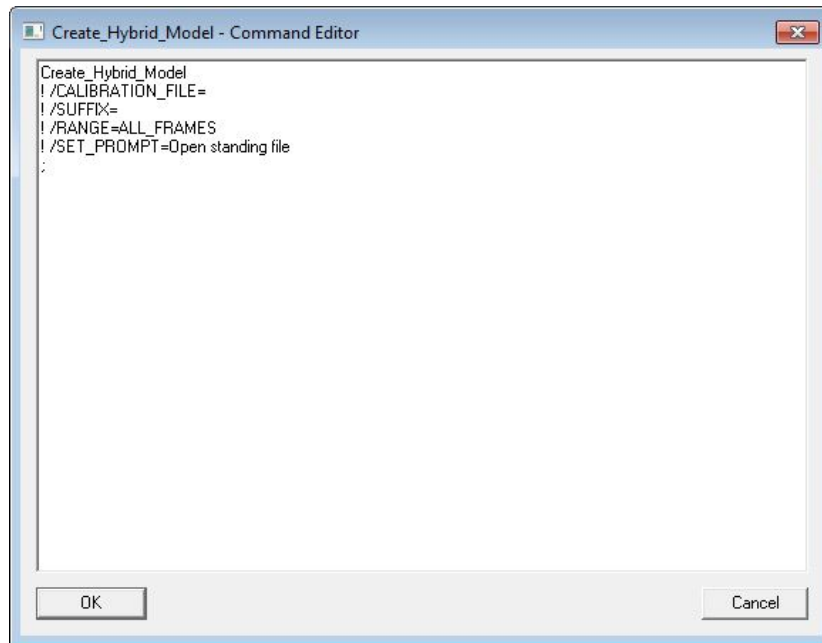 Create_Hybrid_Model - Command Editor
Create_Hybrid_Model
! /CALIBRATION_FILE=
! /SUFFIX=
! /RANGE=ALL_FRAMES
! /SET_PROMPT=Open standing file
;
OK
Cancel